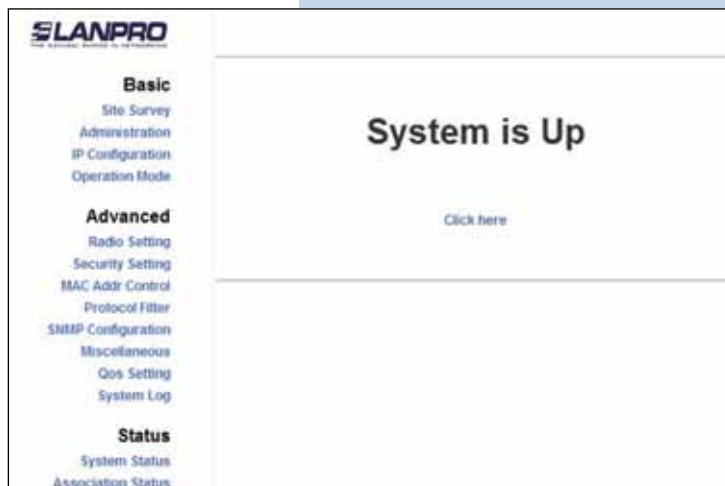 LANPRO
Basic
Site Survey
Administration
IP Configuration
Operation Mode
Advanced
Radio Setting
Security Setting
MAC Addr Control
Protocol Filter
SNMP Configuration
Miscellaneous
Qos Setting
System Log
Status
System Status
Association Status
System is Up
Click here